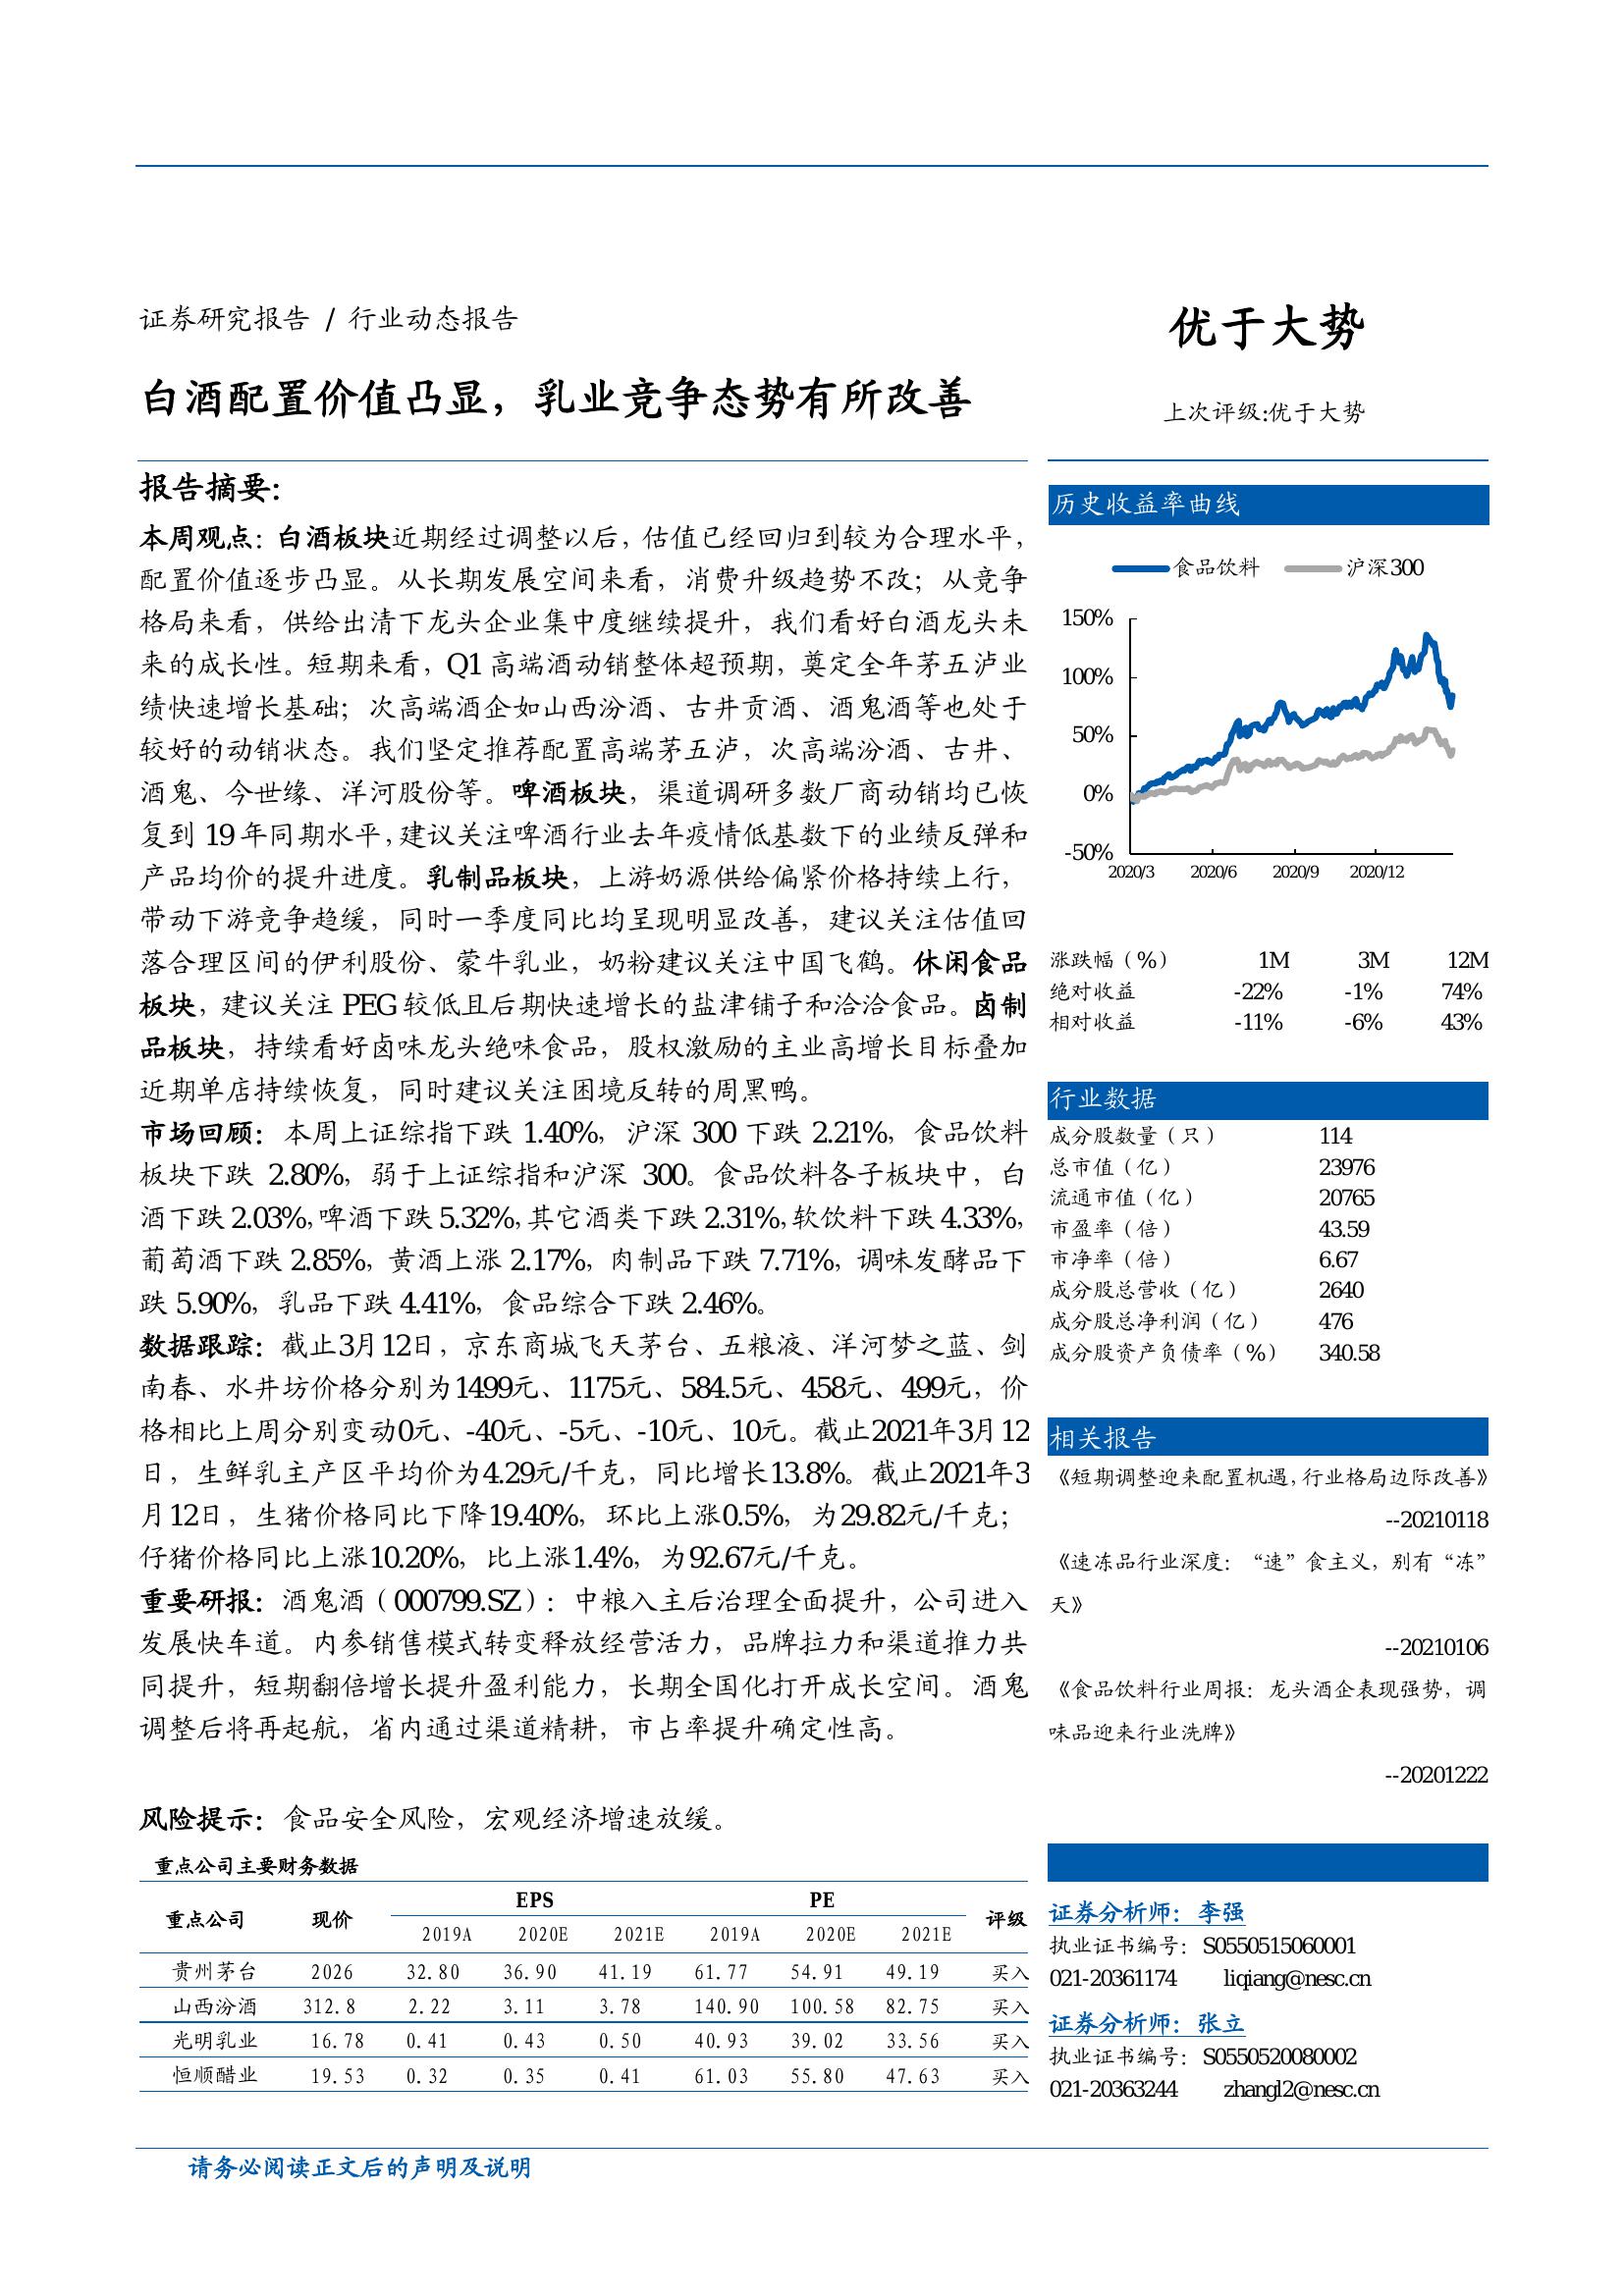 证券研究报告 / 行业动态报告
白酒配置价值凸显，乳业竞争态势有所改善
报告摘要：
本周观点：白酒板块近期经过调整以后，估值已经回归到较为合理水平，
配置价值逐步凸显。从长期发展空间来看，消费升级趋势不改；从竞争
格局来看，供给出清下龙头企业集中度继续提升，我们看好白酒龙头未
来的成长性。短期来看，Q1 高端酒动销整体超预期，奠定全年茅五泸业
绩快速增长基础；次高端酒企如山西汾酒、古井贡酒、酒鬼酒等也处于
较好的动销状态。我们坚定推荐配置高端茅五泸，次高端汾酒、古井、
酒鬼、今世缘、洋河股份等。啤酒板块，渠道调研多数厂商动销均已恢
复到 19 年同期水平，建议关注啤酒行业去年疫情低基数下的业绩反弹和
产品均价的提升进度。乳制品板块，上游奶源供给偏紧价格持续上行，
带动下游竞争趋缓，同时一季度同比均呈现明显改善，建议关注估值回
落合理区间的伊利股份、蒙牛乳业，奶粉建议关注中国飞鹤。休闲食品
板块，建议关注 PEG 较低且后期快速增长的盐津铺子和洽洽食品。卤制
品板块，持续看好卤味龙头绝味食品，股权激励的主业高增长目标叠加
近期单店持续恢复，同时建议关注困境反转的周黑鸭。
市场回顾：本周上证综指下跌 1.40%，沪深 300 下跌 2.21%，食品饮料
板块下跌 2.80%，弱于上证综指和沪深 300。食品饮料各子板块中，白
酒下跌 2.03%，啤酒下跌 5.32%，其它酒类下跌 2.31%，软饮料下跌 4.33%，
葡萄酒下跌 2.85%，黄酒上涨 2.17%，肉制品下跌 7.71%，调味发酵品下
跌 5.90%，乳品下跌 4.41%，食品综合下跌 2.46%。
数据跟踪：截止3月12日，京东商城飞天茅台、五粮液、洋河梦之蓝、剑
南春、水井坊价格分别为1499元、1175元、584.5元、458元、499元，价
格相比上周分别变动0元、-40元、-5元、-10元、10元。截止2021年3月12
日，生鲜乳主产区平均价为4.29元/千克，同比增长13.8%。截止2021年3
月12日，生猪价格同比下降19.40%，环比上涨0.5%，为29.82元/千克；
仔猪价格同比上涨10.20%，比上涨1.4%，为92.67元/千克。
重要研报：酒鬼酒（000799.SZ）：中粮入主后治理全面提升，公司进入
发展快车道。内参销售模式转变释放经营活力，品牌拉力和渠道推力共
同提升，短期翻倍增长提升盈利能力，长期全国化打开成长空间。酒鬼
调整后将再起航，省内通过渠道精耕，市占率提升确定性高。
风险提示：食品安全风险，宏观经济增速放缓。
重点公司主要财务数据
重点公司 现价 EPS PE 评级
2019A 2020E 2021E 2019A 2020E 2021E
贵州茅台 2026 32.80 36.90 41.19 61.77 54.91 49.19 买入
山西汾酒 312.8 2.22 3.11 3.78 140.90 100.58 82.75 买入
光明乳业 16.78 0.41 0.43 0.50 40.93 39.02 33.56 买入
恒顺醋业 19.53 0.32 0.35 0.41 61.03 55.80 47.63 买入
优于大势
上次评级:优于大势
历史收益率曲线
食品饮料 沪深300
150%
100%
50%
0%
-50%
2020/3 2020/6 2020/9 2020/12
涨跌幅（%） 1M 3M 12M
绝对收益 -22% -1% 74%
相对收益 -11% -6% 43%
行业数据
成分股数量（只） 114
总市值（亿） 23976
流通市值（亿） 20765
市盈率（倍） 43.59
市净率（倍） 6.67
成分股总营收（亿） 2640
成分股总净利润（亿） 476
成分股资产负债率（%） 340.58
相关报告
《短期调整迎来配置机遇，行业格局边际改善》
--20210118
《速冻品行业深度：“速”食主义，别有“冻”
天》
--20210106
《食品饮料行业周报：龙头酒企表现强势，调
味品迎来行业洗牌》
--20201222
证券分析师：李强
执业证书编号：S0550515060001
021-20361174 liqiang@nesc.cn
证券分析师：张立
执业证书编号：S0550520080002
021-20363244 zhangl2@nesc.cn
请务必阅读正文后的声明及说明